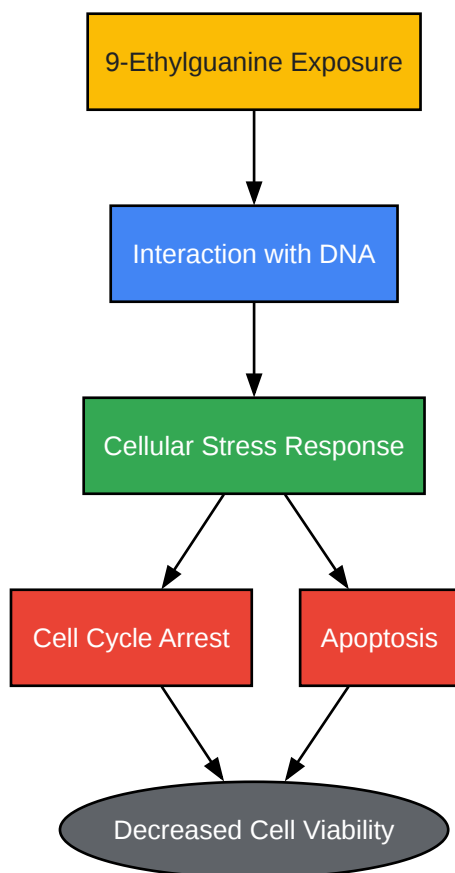 9-Ethylguanine Exposure
Interaction with DNA
Cellular Stress Response
Cell Cycle Arrest
Apoptosis
Decreased Cell Viability